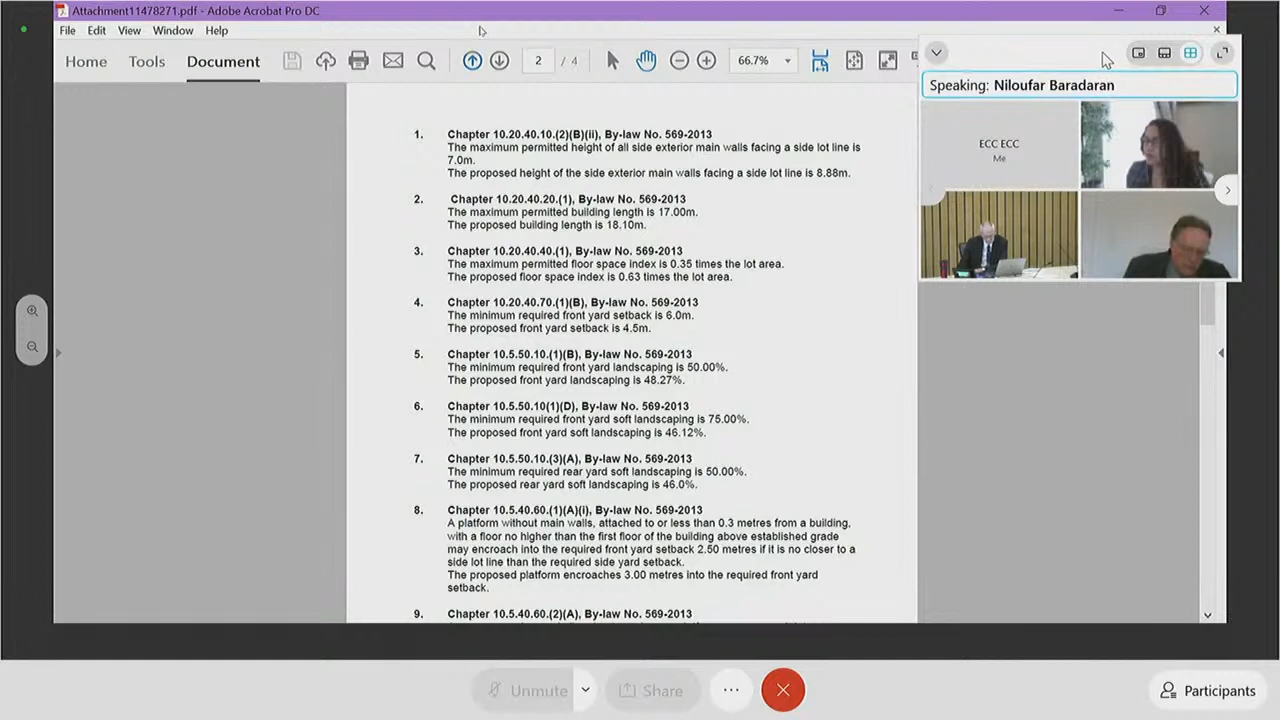 Attachment11478271.pdf - Adobe Acrobat Pro DC
File Edit View Window Help
Home Tools Document 2 / 4 66.7%
Speaking: Niloufar Baradaran
ECC ECC
Me
1. Chapter 10.20.40.10.(2)(B)(ii), By-law No. 569-2013
The maximum permitted height of all side exterior main walls facing a side lot line is
7.0m.
The proposed height of the side exterior main walls facing a side lot line is 8.88m.
2. Chapter 10.20.40.20.(1), By-law No. 569-2013
The maximum permitted building length is 17.00m.
The proposed building length is 18.10m.
3. Chapter 10.20.40.40.(1), By-law No. 569-2013
The maximum permitted floor space index is 0.35 times the lot area.
The proposed floor space index is 0.63 times the lot area.
4. Chapter 10.20.40.70.(1)(B), By-law No. 569-2013
The minimum required front yard setback is 6.0m.
The proposed front yard setback is 4.5m.
5. Chapter 10.5.50.10.(1)(B), By-law No. 569-2013
The minimum required front yard landscaping is 50.00%.
The proposed front yard landscaping is 48.27%.
6. Chapter 10.5.50.10(1)(D), By-law No. 569-2013
The minimum required front yard soft landscaping is 75.00%.
The proposed front yard soft landscaping is 46.12%.
7. Chapter 10.5.50.10.(3)(A), By-law No. 569-2013
The minimum required rear yard soft landscaping is 50.00%.
The proposed rear yard soft landscaping is 46.0%.
8. Chapter 10.5.40.60.(1)(A)(i), By-law No. 569-2013
A platform without main walls, attached to or less than 0.3 metres from a building,
with a floor no higher than the first floor of the building above established grade
may encroach into the required front yard setback 2.50 metres if it is no closer to a
side lot line than the required side yard setback.
The proposed platform encroaches 3.00 metres into the required front yard
setback.
9. Chapter 10.5.40.60.(2)(A), By-law No. 569-2013
Unmute Share Participants